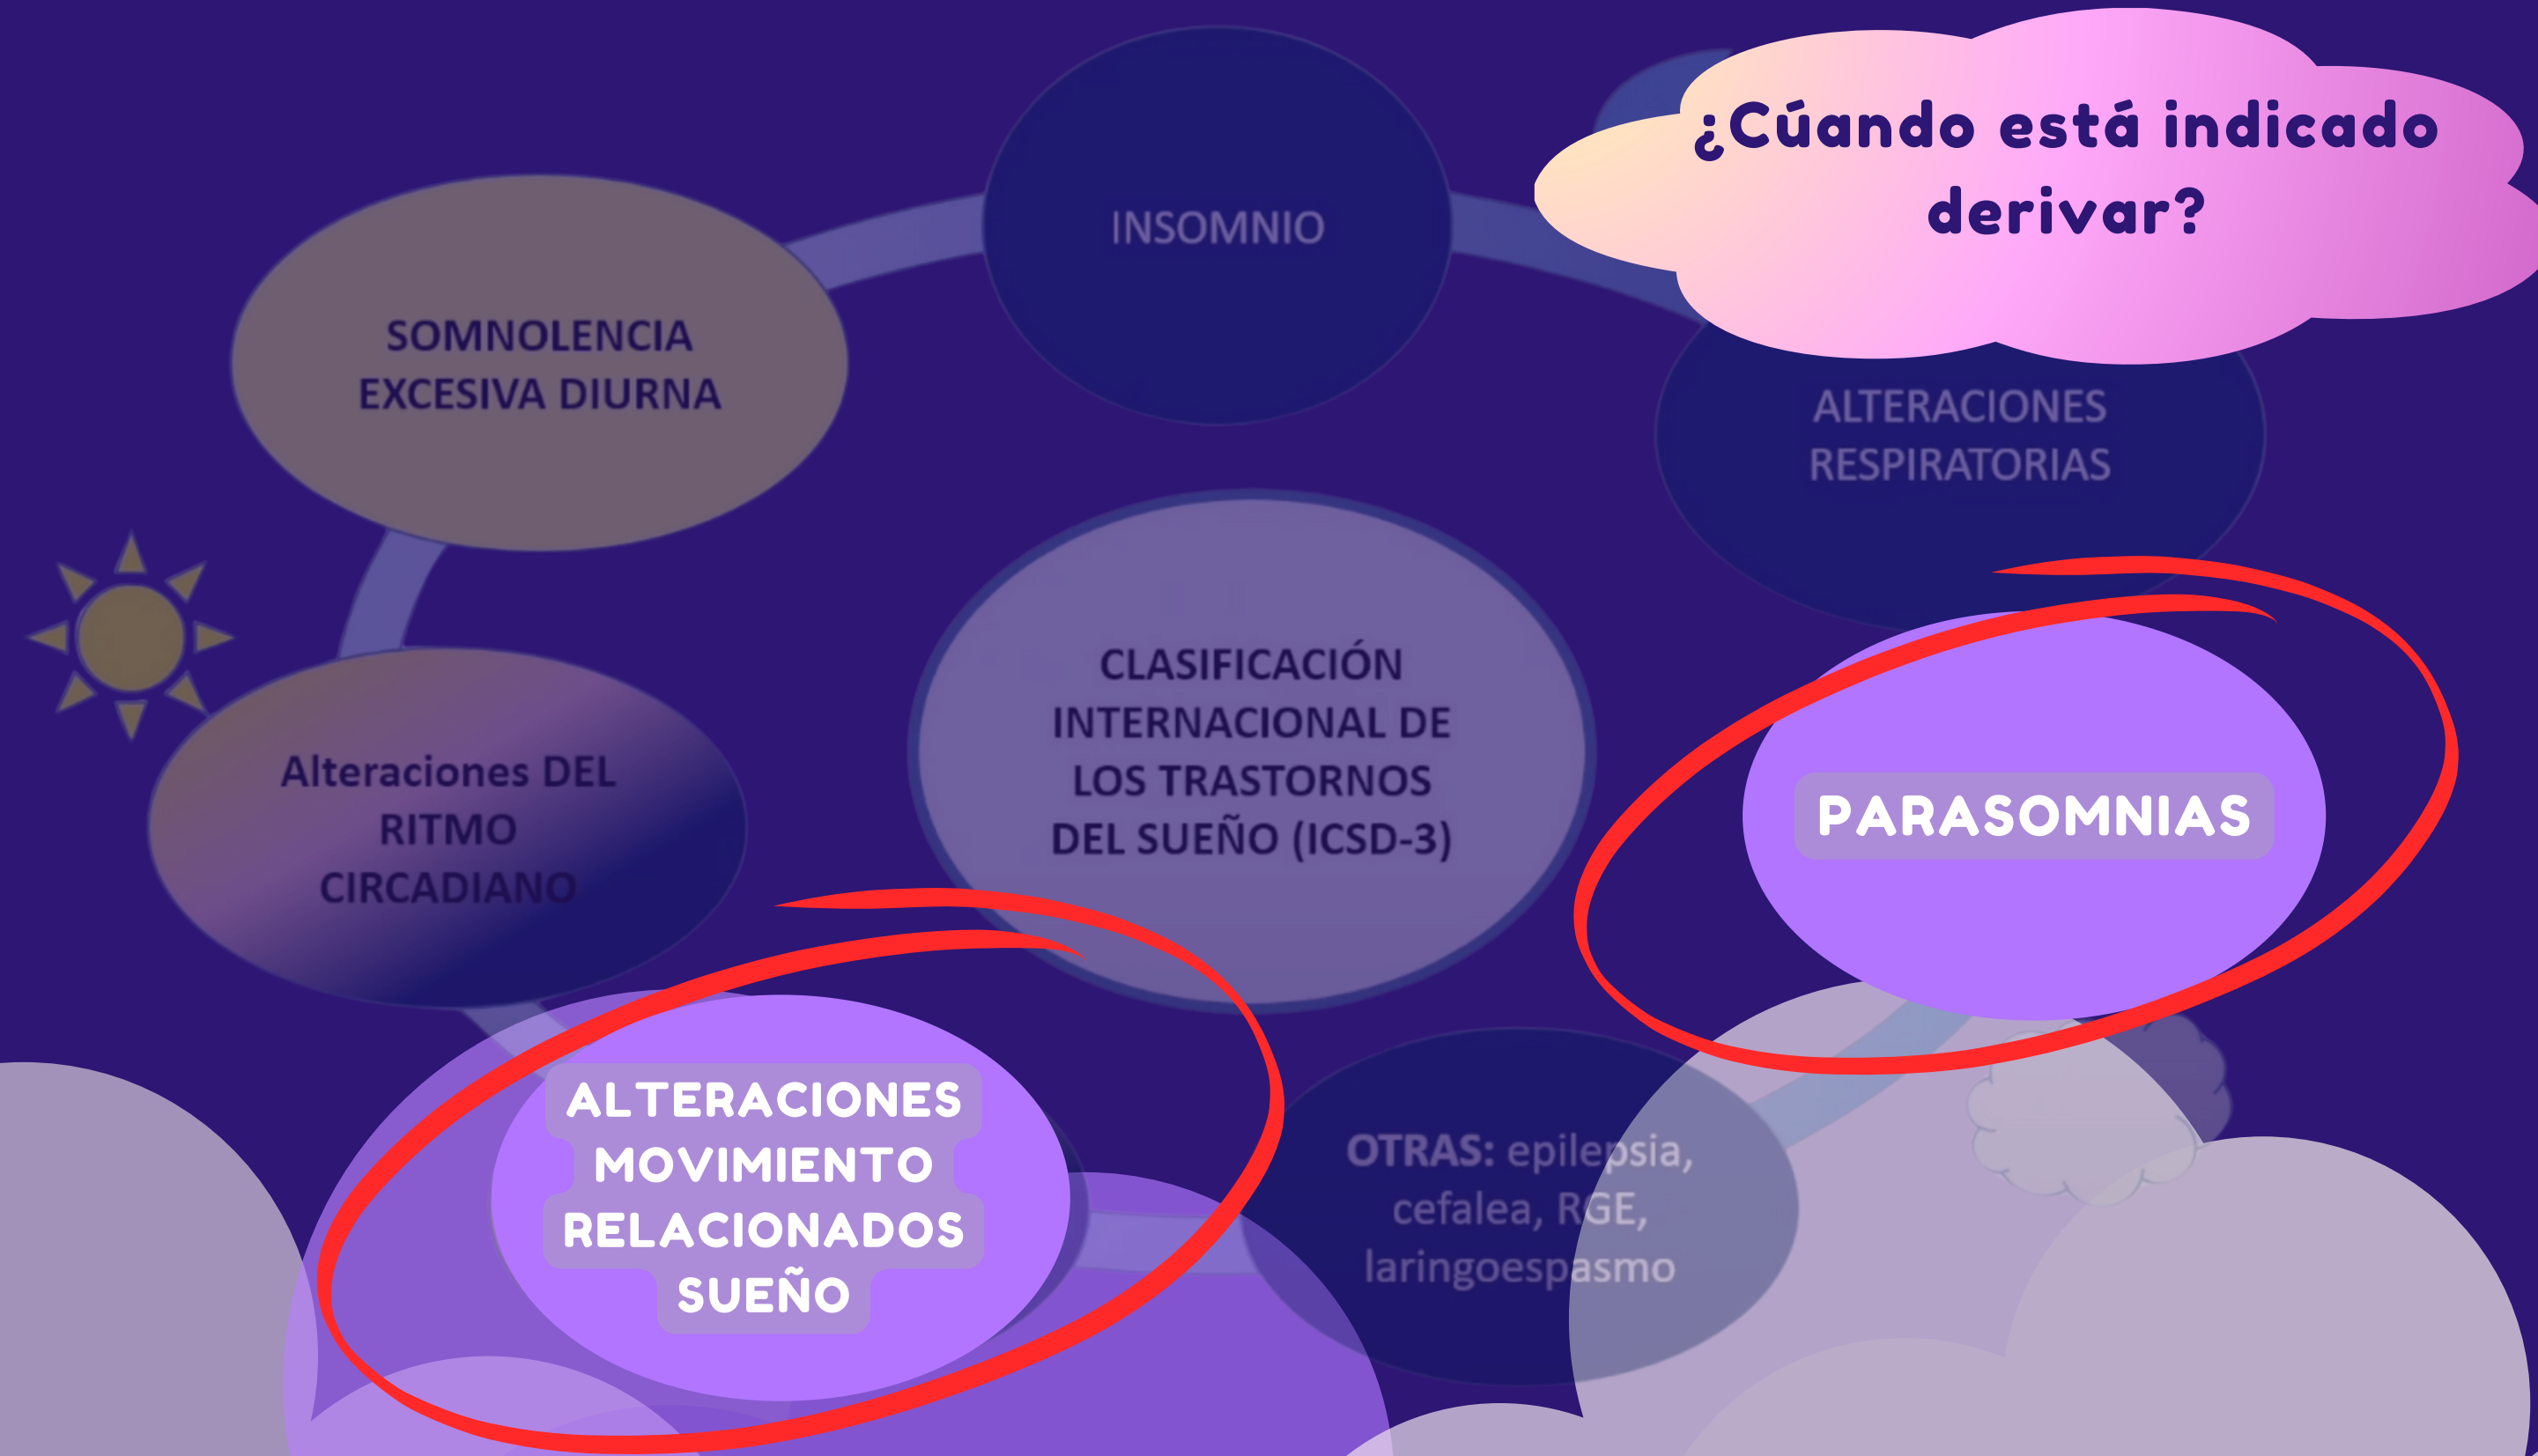 ¿Cúando está indicado
derivar?
INSOMNIO
SOMNOLENCIA
EXCESIVA DIURNA
ALTERACIONES
RESPIRATORIAS
CLASIFICACIÓN
INTERNACIONAL DE
LOS TRASTORNOS
DEL SUEÑO (ICSD-3)
Alteraciones DEL
RITMO
CIRCADIANO
PARASOMNIAS
ALTERACIONES
MOVIMIENTO
RELACIONADOS
SUEÑO
OTRAS: epilepsia,
cefalea, RGE,
laringoespasmo